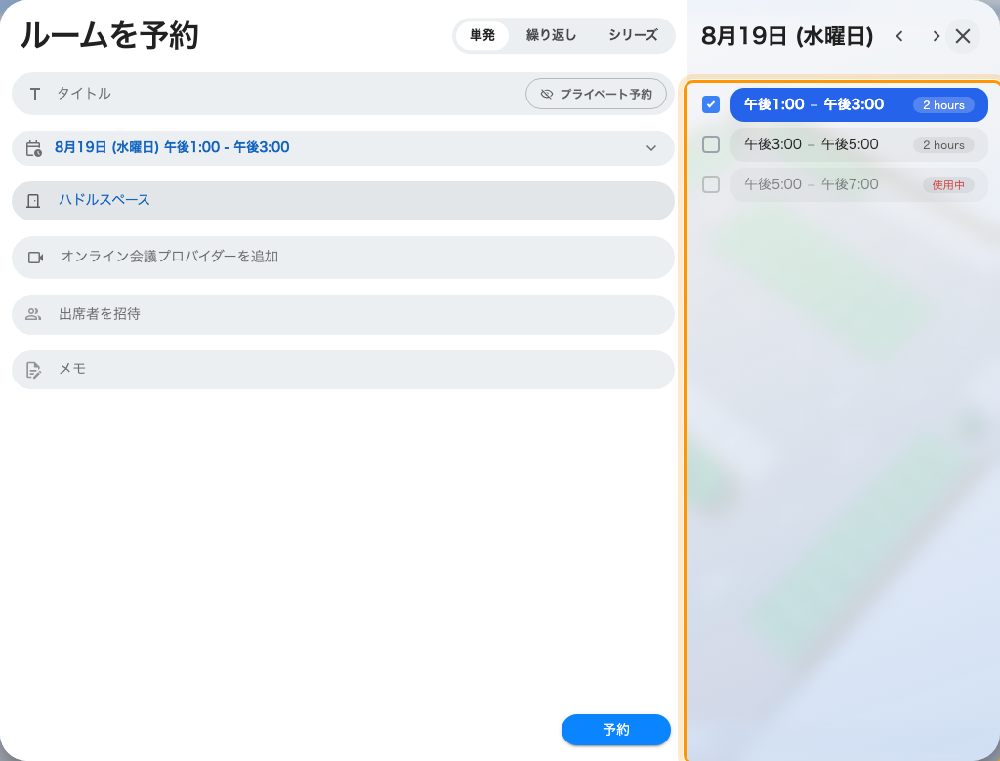 ルームを予約
単発 繰り返し シリーズ
タイトル
プライベート予約
8月19日 (水曜日) 午後1:00 - 午後3:00
ハドルスペース
オンライン会議プロバイダーを追加
出席者を招待
メモ
予約
8月19日 (水曜日)
午後1:00 – 午後3:00 2 hours
午後3:00 – 午後5:00 2 hours
午後5:00 – 午後7:00 使用中